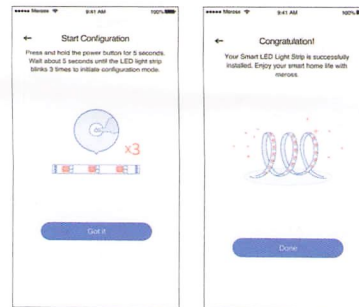 Meross 9:41 AM 100%
← Start Configuration
Press and hold the power button for 5 seconds.
Wait about 5 seconds until the LED light strip
blinks 3 times to initiate configuration mode.
x3
Got it
Meross 9:41 AM 100%
← Congratulation!
Your Smart LED Light Strip is successfully
installed. Enjoy your smart home life with
meross.
Done